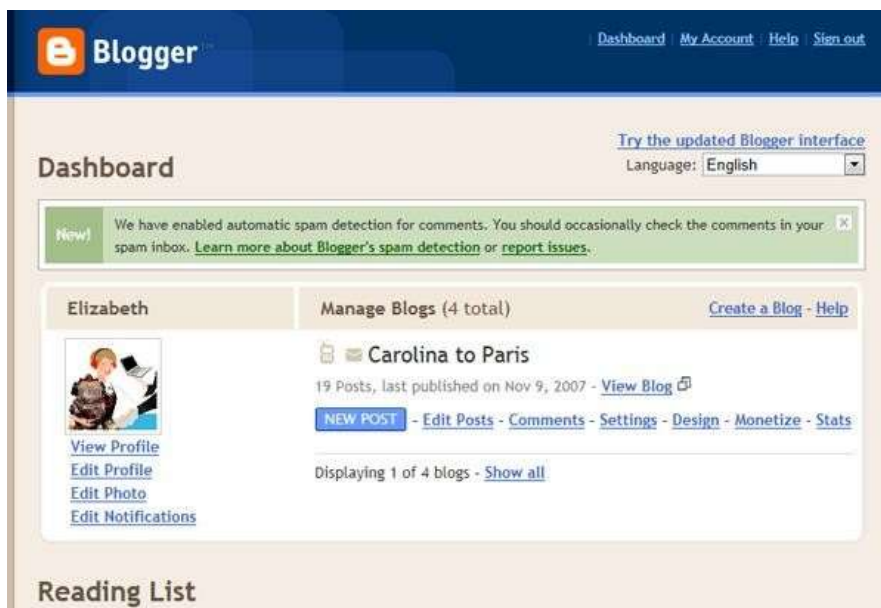 Blogger™
Dashboard | My Account | Help | Sign out
Try the updated Blogger interface
Dashboard
Language: English
New! We have enabled automatic spam detection for comments. You should occasionally check the comments in your
spam inbox. Learn more about Blogger's spam detection or report issues.
Elizabeth
Manage Blogs (4 total)
Create a Blog - Help
Carolina to Paris
19 Posts, last published on Nov 9, 2007 - View Blog
NEW POST - Edit Posts - Comments - Settings - Design - Monetize - Stats
View Profile
Edit Profile
Edit Photo
Edit Notifications
Displaying 1 of 4 blogs - Show all
Reading List